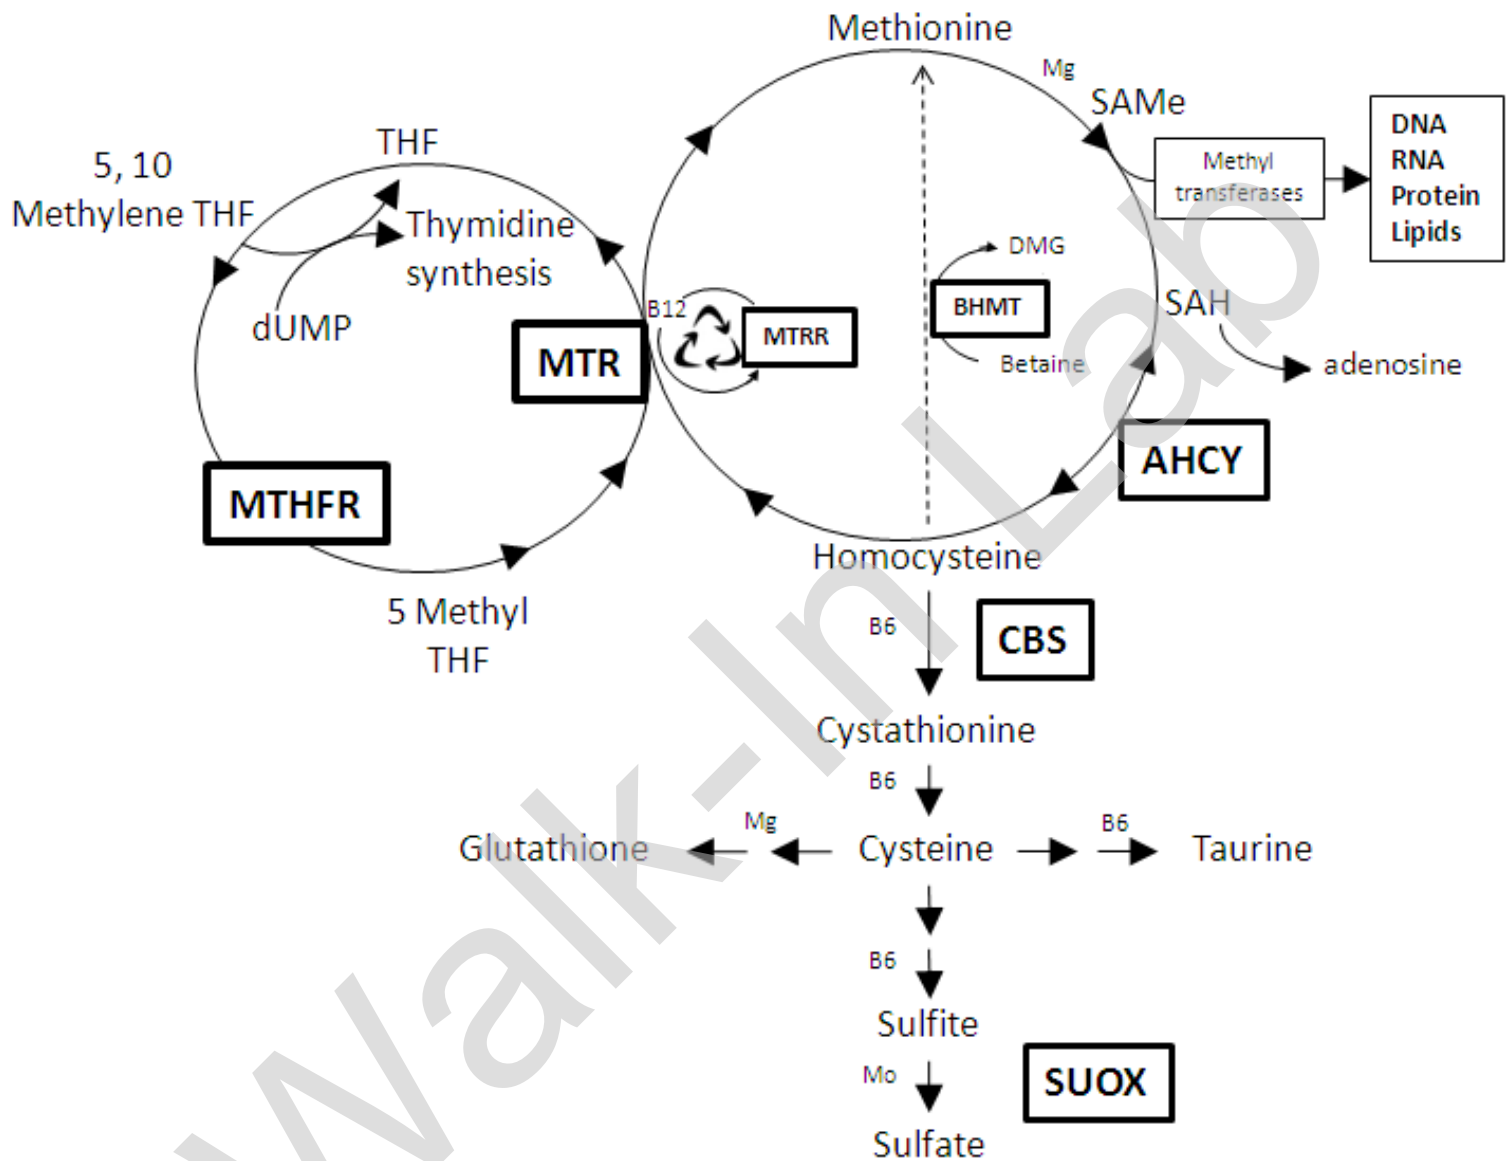 Methionine
Mg
SAMe
Methyl
transferases
DNA
RNA
Protein
Lipids
THF
5, 10
Methylene THF
Thymidine
synthesis
dUMP
DMG
BHMT
Betaine
SAH
adenosine
B12
MTRR
MTR
MTHFR
AHCY
5 Methyl
THF
Homocysteine
B6
CBS
Cystathionine
B6
Glutathione
Mg
Cysteine
B6
Taurine
B6
Sulfite
Mo
SUOX
Sulfate
Walk-In Lab